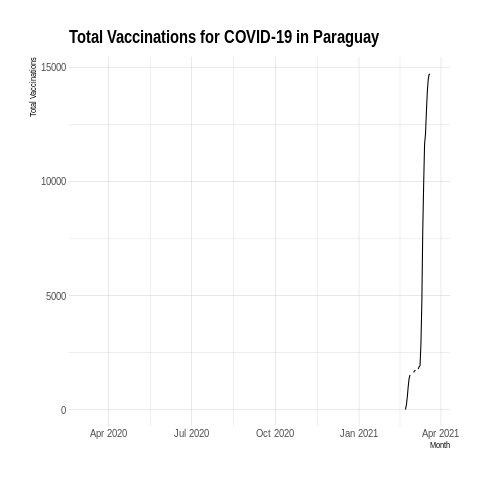 Total Vaccinations for COVID-19 in Paraguay
Total Vaccinations
15000
10000
5000
0
Apr 2020 Jul 2020 Oct 2020 Jan 2021 Apr 2021
Month